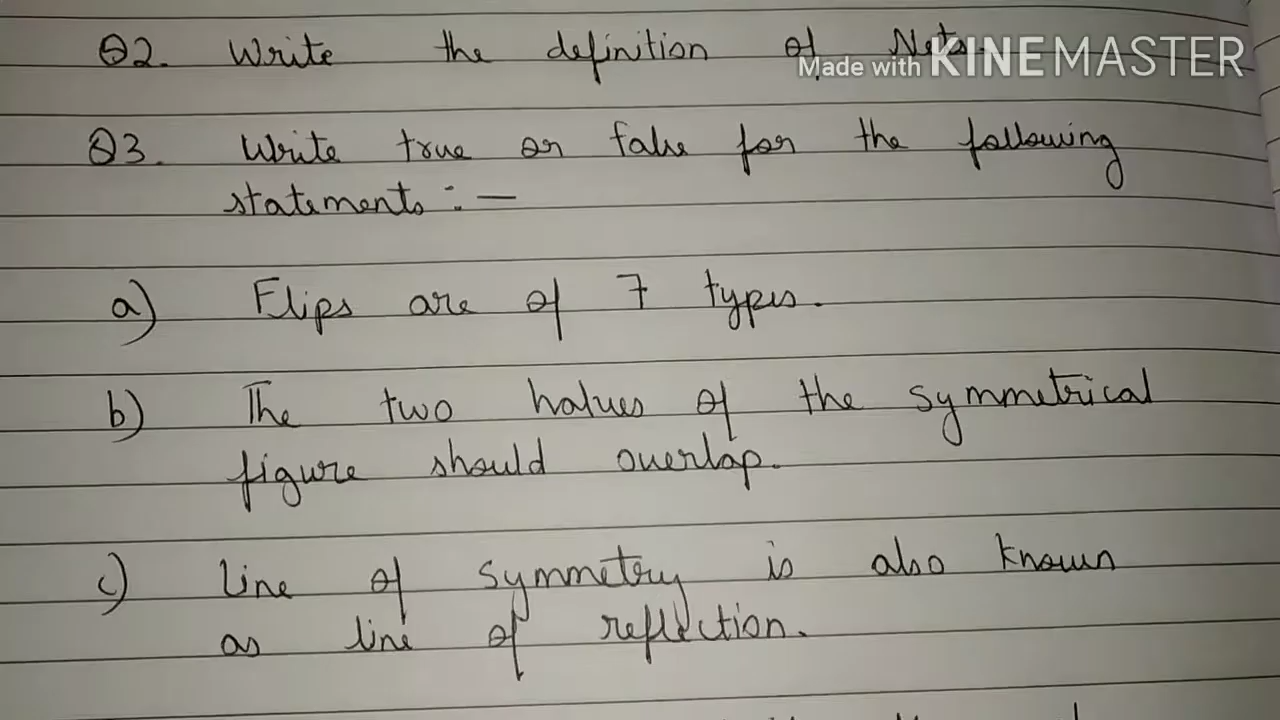 Q2. Write the definition of Nets
Made with KINEMASTER
Q3. Write true or false for the following
statements :-
a) Flips are of 7 types.
b) The two halves of the symmetrical
figure should overlap.
c) Line of symmetry is also known
as line of reflection.